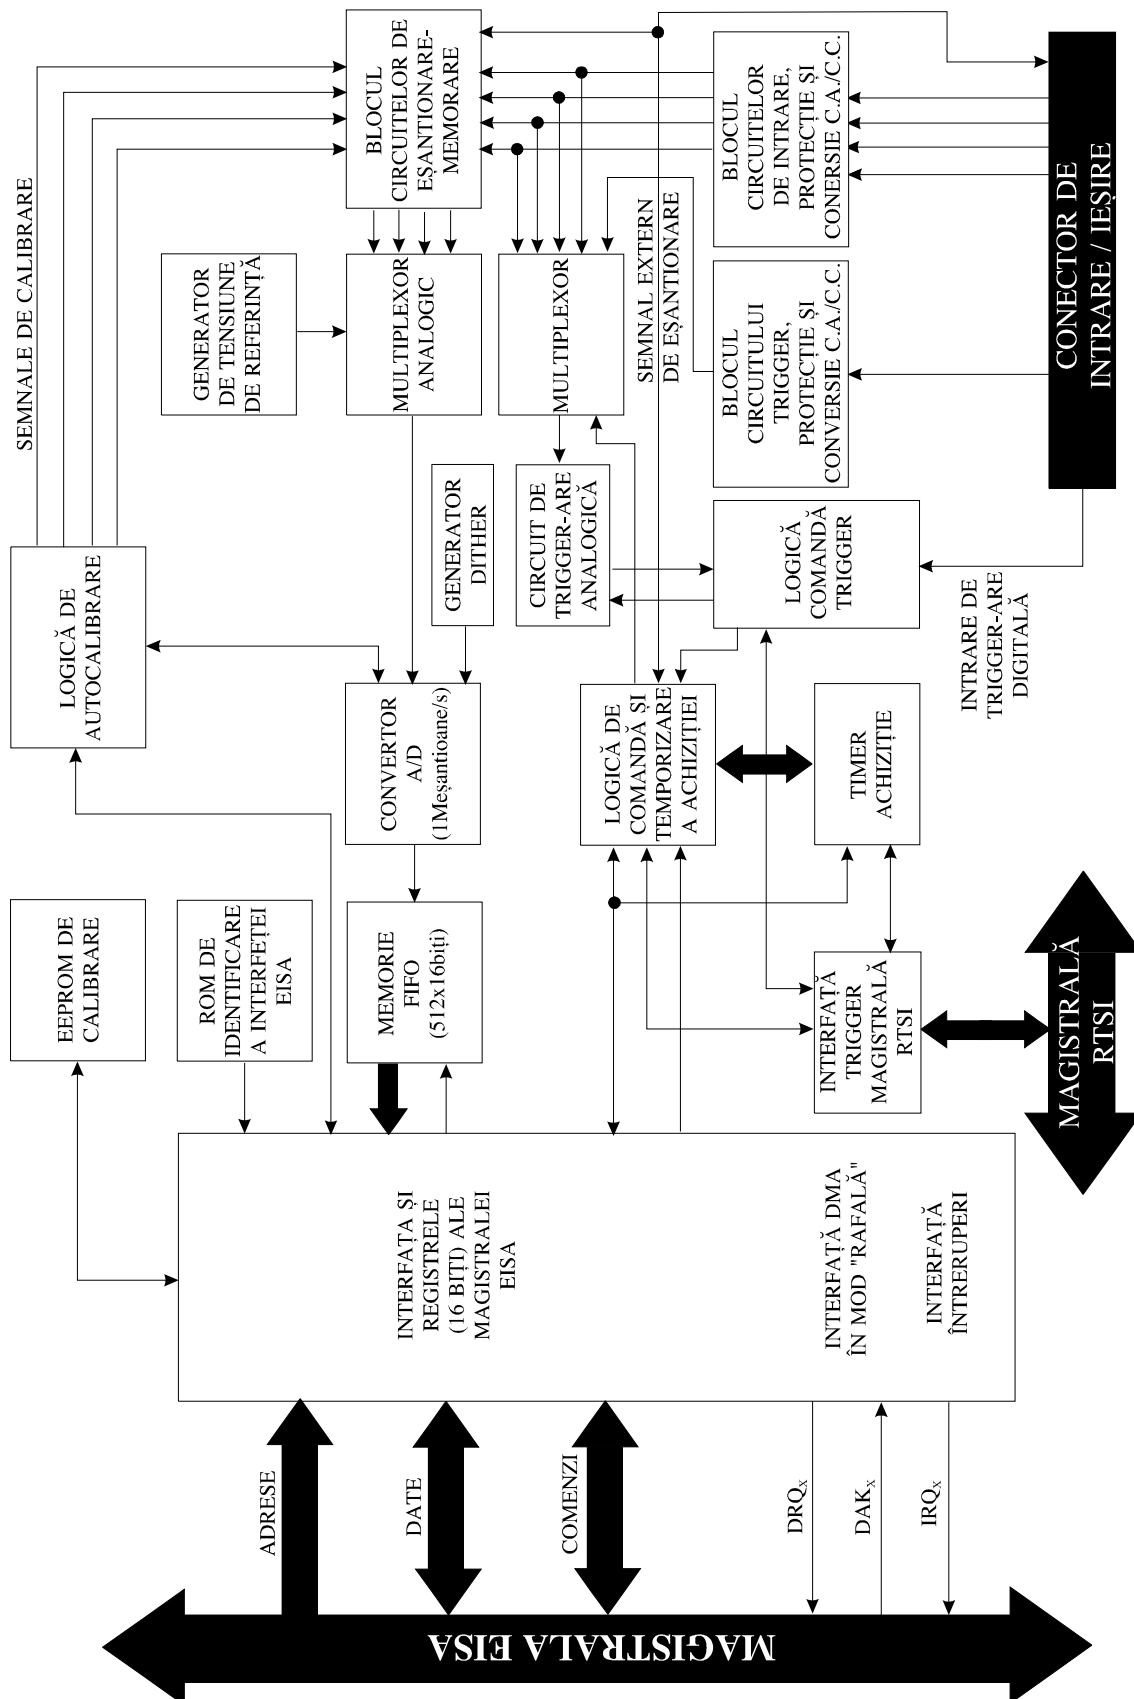 SEMNALE DE CALIBRARE
LOGICĂ DE
AUTOCALIBRARE
EEPROM DE
CALIBRARE
GENERATOR
DE TENSIUNE
DE REFERINȚĂ
ROM DE
IDENTIFICARE
A INTERFEȚEI
EISA
BLOCUL
CIRCUITELOR DE
EȘANTIONARE-
MEMORARE
MULTIPLEXOR
ANALOGIC
GENERATOR
DITHER
CONVERTOR
A/D
(1Meșantioane/s)
MEMORIE
FIFO
(512x16biți)
MULTIPLEXOR
CIRCUIT DE
TRIGGER-ARE
ANALOGICĂ
SEMNAL EXTERN
DE EȘANTIONARE
LOGICĂ DE
COMANDĂ ȘI
TEMPORIZARE
A ACHIZIȚIEI
BLOCUL
CIRCUITELOR
DE INTRARE,
PROTECȚIE ȘI
CONERSIE C.A./C.C.
BLOCUL
CIRCUITULUI
TRIGGER,
PROTECȚIE ȘI
CONVERSIE C.A./C.C.
LOGICĂ
COMANDĂ
TRIGGER
TIMER
ACHIZIȚIE
INTERFAȚĂ
TRIGGER
MAGISTRALĂ
RTSI
INTRARE DE
TRIGGER-ARE
DIGITALĂ
CONECTOR DE
INTRARE / IEȘIRE
MAGISTRALĂ
RTSI
INTERFAȚA ȘI
REGISTRELE
(16 BIȚI) ALE
MAGISTRALEI
EISA
INTERFAȚĂ DMA
ÎN MOD "RAFALĂ"
INTERFAȚĂ
ÎNTRERUPERI
ADRESE
DATE
COMENZI
DRQx
DAKx
IRQx
MAGISTRALA EISA